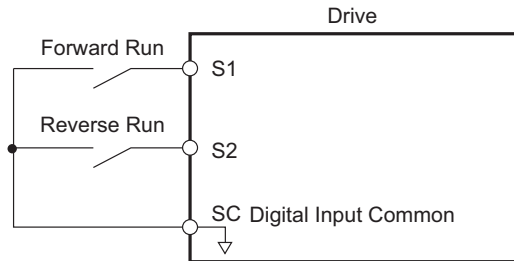 Drive
Forward Run
S1
Reverse Run
S2
SC Digital Input Common